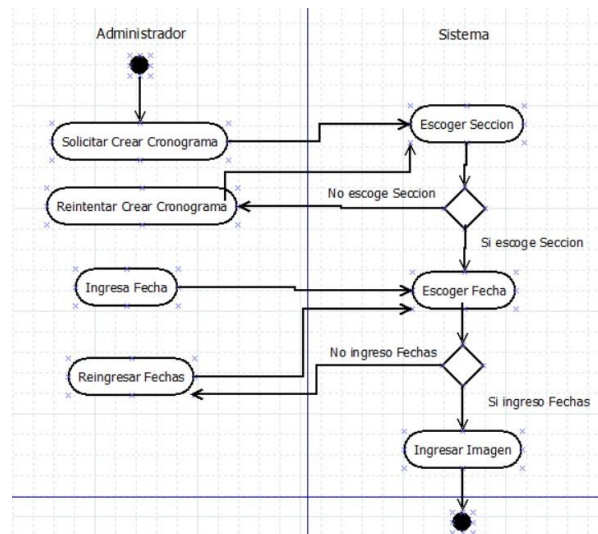 Administrador
Sistema
Solicitar Crear Cronograma
Escoger Seccion
Reintentar Crear Cronograma
No escoge Seccion
Si escoge Seccion
Ingresa Fecha
Escoger Fecha
No ingreso Fechas
Reingresar Fechas
Si ingreso Fechas
Ingresar Imagen